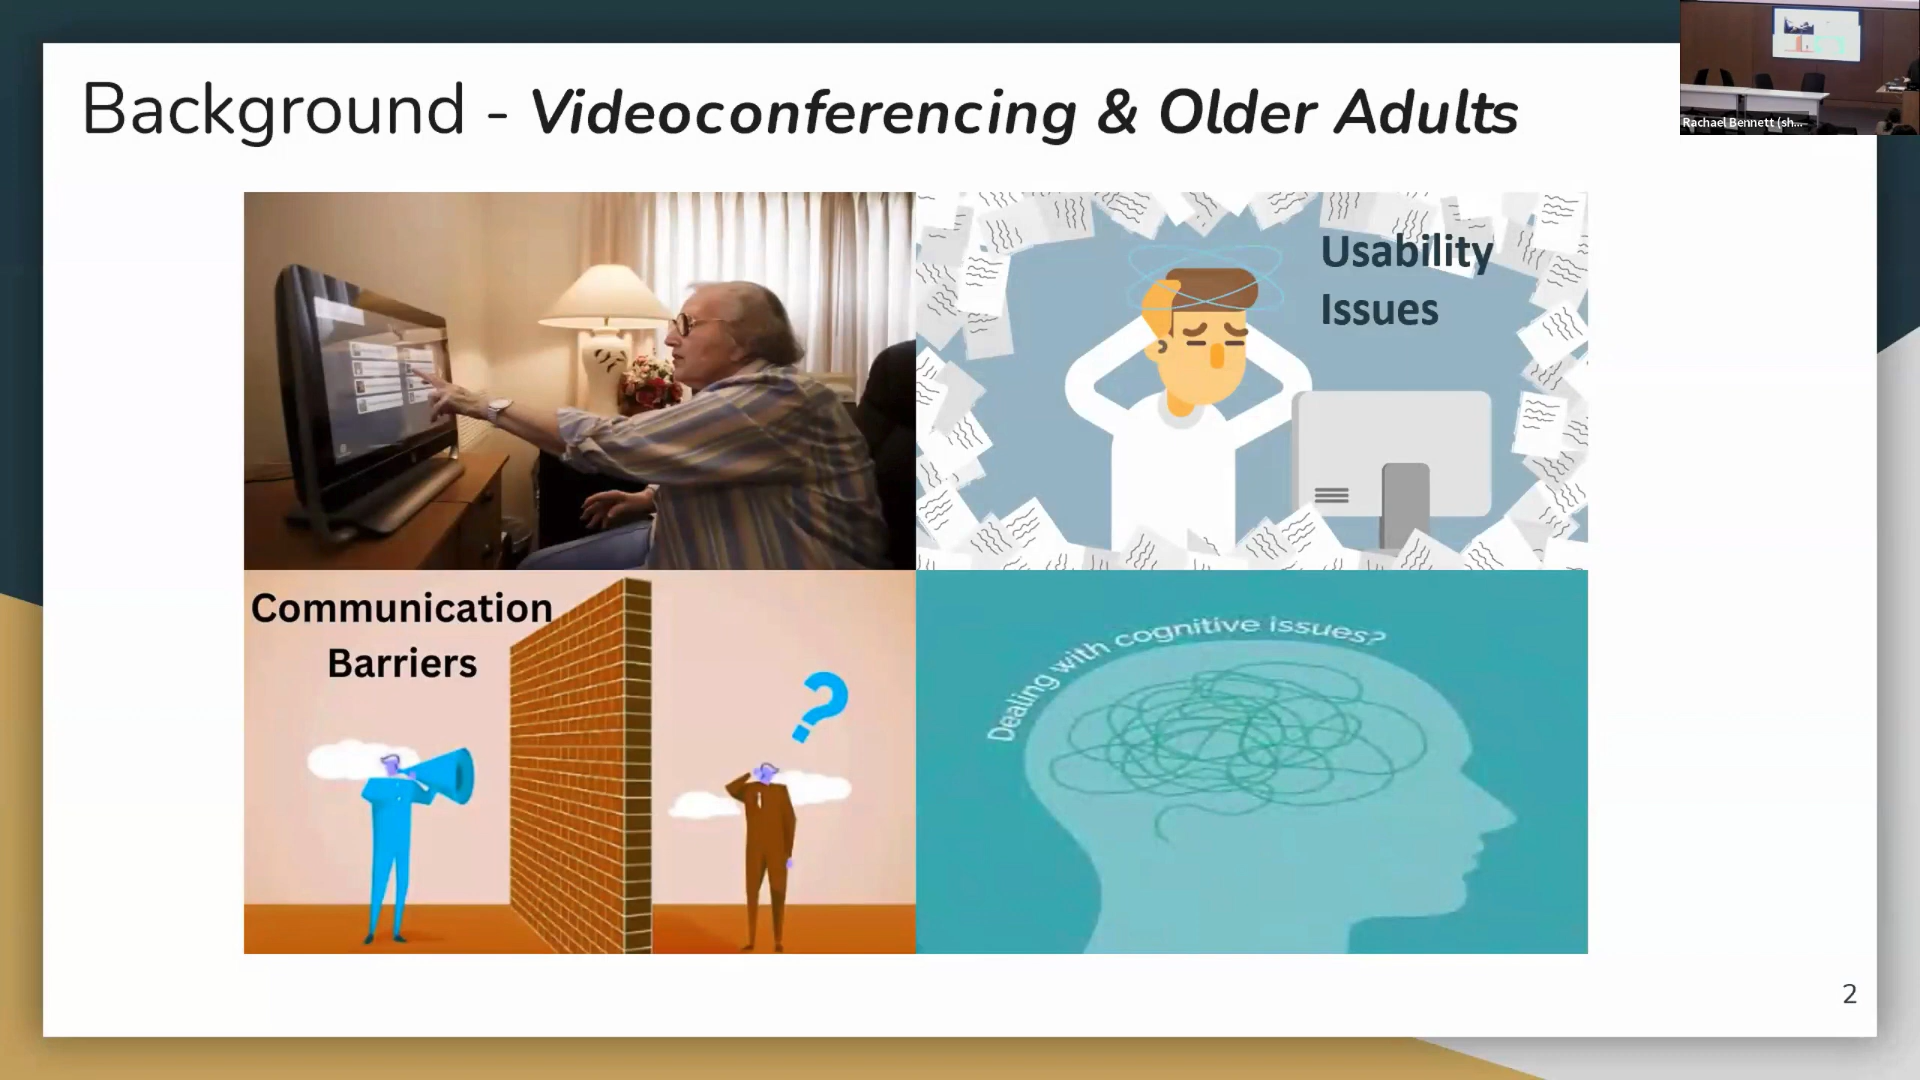 Background - Videoconferencing & Older Adults
Rachael Bennett (sh...
Usability
Issues
Communication
Barriers
Dealing with cognitive issues?
2